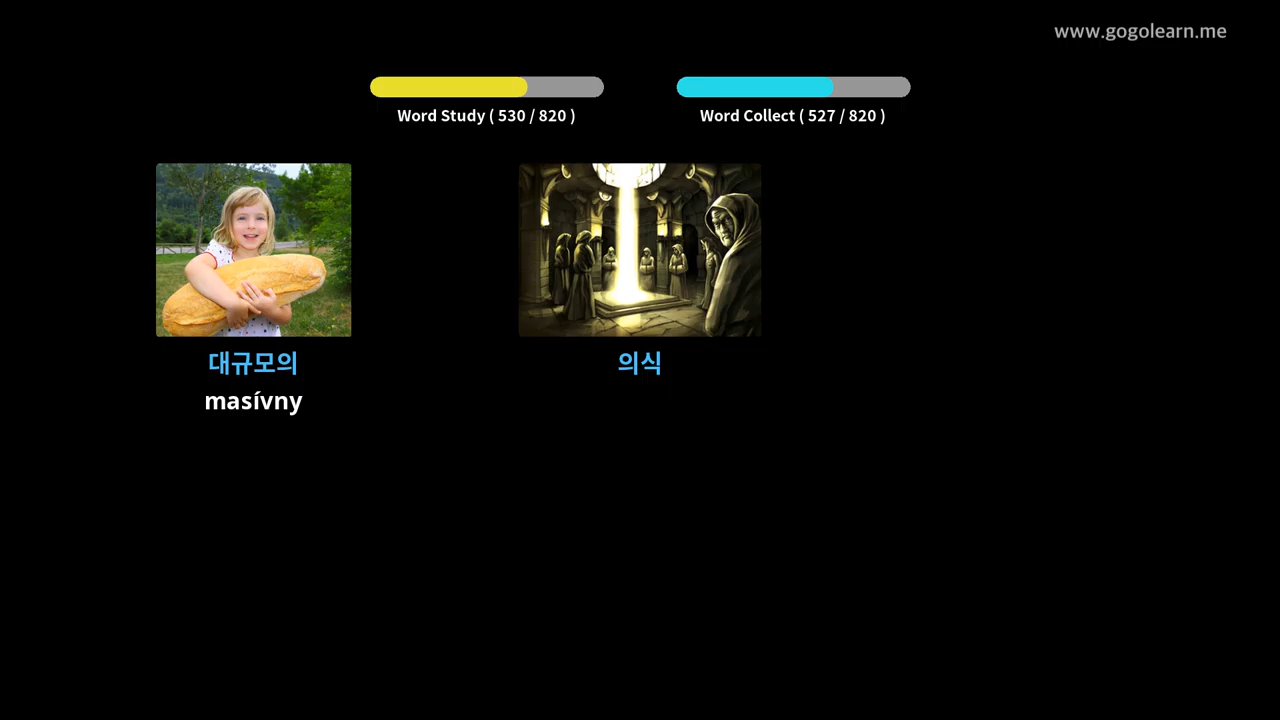 www.gogolearn.me
Word Study ( 530 / 820 )
Word Collect ( 527 / 820 )
대규모의
masívny
의식